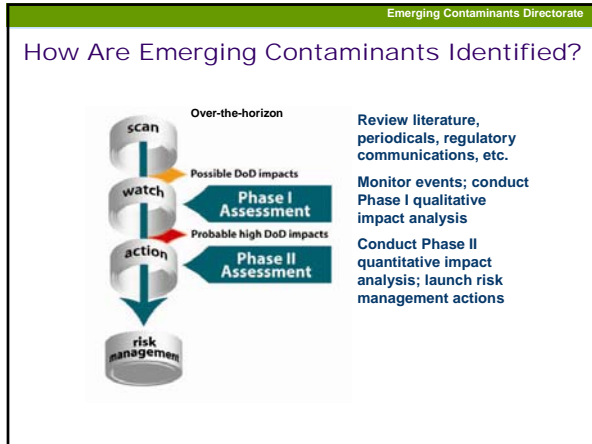 Emerging Contaminants Directorate
How Are Emerging Contaminants Identified?
Over-the-horizon
scan
Possible DoD impacts
watch
Phase I
Assessment
Probable high DoD impacts
action
Phase II
Assessment
risk
management
Review literature,
periodicals, regulatory
communications, etc.
Monitor events; conduct
Phase I qualitative
impact analysis
Conduct Phase II
quantitative impact
analysis; launch risk
management actions